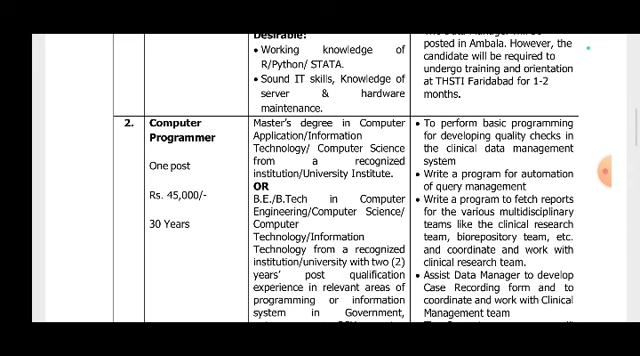 Desirable:
• Working knowledge of
R/Python/ STATA.
• Sound IT skills, Knowledge of
server & hardware
maintenance.
posted in Ambala. However, the
candidate will be required to
undergo training and orientation
at THSTI Faridabad for 1-2
months.
2.
Computer
Programmer
One post
Rs. 45,000/-
30 Years
Master's degree in Computer
Application/Information
Technology/ Computer Science
from a recognized
institution/University Institute.
OR
B.E./B.Tech in Computer
Engineering/Computer Science/
Computer
Technology/Information
Technology from a recognized
institution/university with two (2)
years' post qualification
experience in relevant areas of
programming or information
system in Government,
• To perform basic programming
for developing quality checks in
the clinical data management
system
• Write a program for automation
of query management
• Write a program to fetch reports
for the various multidisciplinary
teams like the clinical research
team, biorepository team, etc.
and coordinate and work with
clinical research team.
• Assist Data Manager to develop
Case Recording form and to
coordinate and work with Clinical
Management team